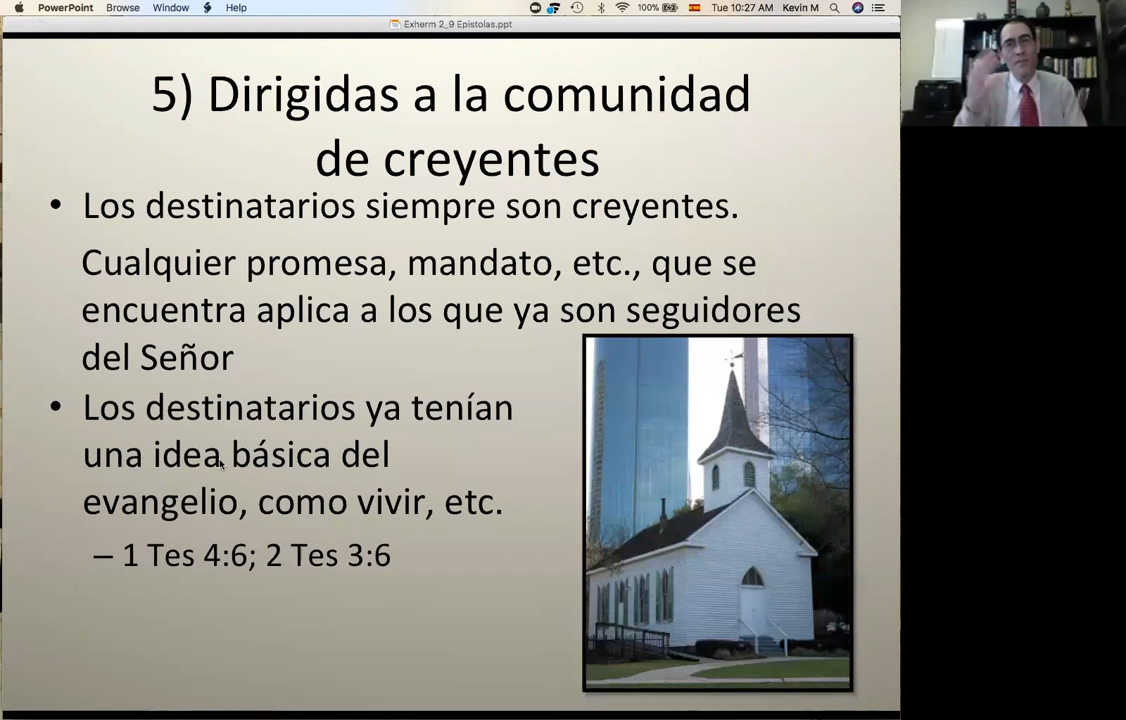 PowerPoint Browse Window Help 100% Tue 10:27 AM Kevin M
Exherm 2_9 Epistolas.ppt
5) Dirigidas a la comunidad
de creyentes
• Los destinatarios siempre son creyentes.
Cualquier promesa, mandato, etc., que se
encuentra aplica a los que ya son seguidores
del Señor
• Los destinatarios ya tenían
una idea básica del
evangelio, como vivir, etc.
– 1 Tes 4:6; 2 Tes 3:6